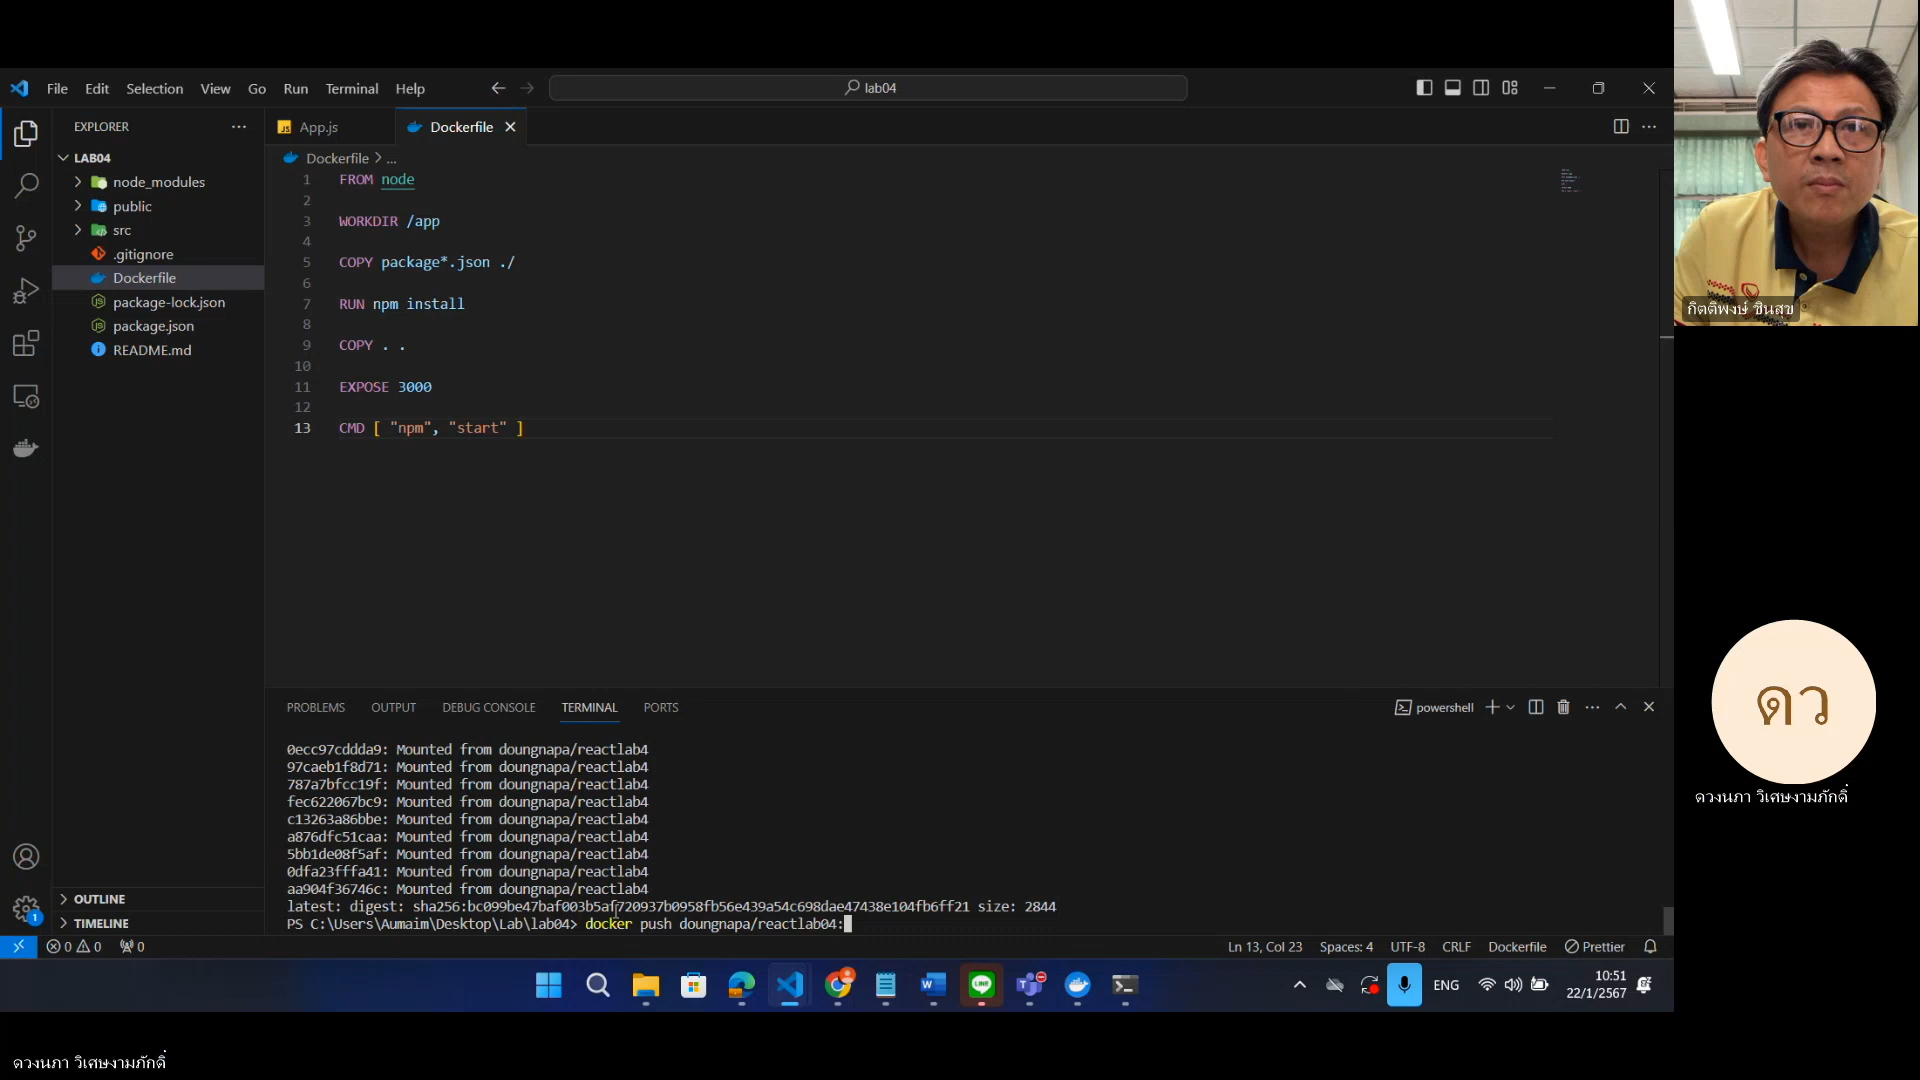 File Edit Selection View Go Run Terminal Help
lab04
EXPLORER
LAB04
node_modules
public
src
.gitignore
Dockerfile
package-lock.json
package.json
README.md
OUTLINE
TIMELINE
JS App.js
Dockerfile
Dockerfile > ...
1 FROM node
2
3 WORKDIR /app
4
5 COPY package*.json ./
6
7 RUN npm install
8
9 COPY . .
10
11 EXPOSE 3000
12
13 CMD [ "npm", "start" ]
PROBLEMS OUTPUT DEBUG CONSOLE TERMINAL PORTS
powershell
0ecc97cddda9: Mounted from doungnapa/reactlab4
97caeb1f8d71: Mounted from doungnapa/reactlab4
787a7bfcc19f: Mounted from doungnapa/reactlab4
fec622067bc9: Mounted from doungnapa/reactlab4
c13263a86bbe: Mounted from doungnapa/reactlab4
a876dfc51caa: Mounted from doungnapa/reactlab4
5bb1de08f5af: Mounted from doungnapa/reactlab4
0dfa23fffa41: Mounted from doungnapa/reactlab4
aa904f36746c: Mounted from doungnapa/reactlab4
latest: digest: sha256:bc099be47baf003b5af720937b0958fb56e439a54c698dae47438e104fb6ff21 size: 2844
PS C:\Users\Aumaim\Desktop\Lab\lab04> docker push doungnapa/reactlab04:
1
0 0 0
Ln 13, Col 23 Spaces: 4 UTF-8 CRLF Dockerfile Prettier
ENG
10:51
22/1/2567
กิตติพงษ์ ชินสุข
ดว
ดวงนภา วิเศษงามภักดิ์
ดวงนภา วิเศษงามภักดิ์